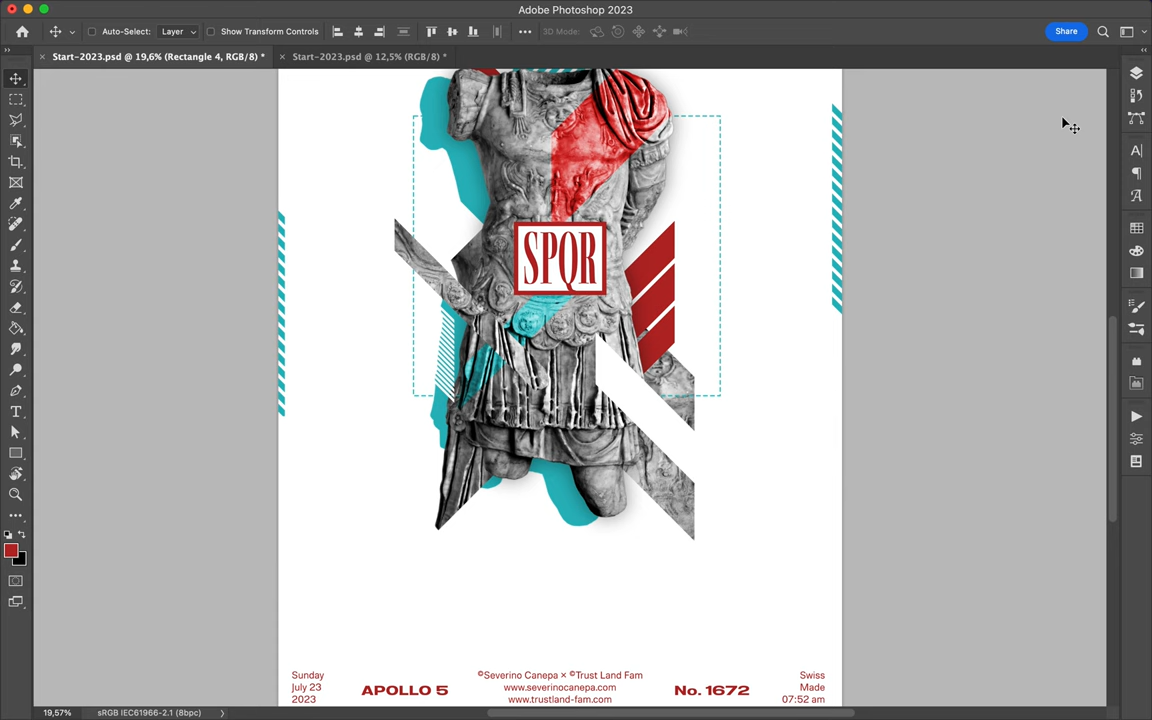 Adobe Photoshop 2023
Auto-Select: Layer Show Transform Controls 3D Mode: Share
Start-2023.psd @ 19,6% (Rectangle 4, RGB/8) * Start-2023.psd @ 12,5% (RGB/8) *
SPQR
Sunday
July 23
2023
APOLLO 5
©Severino Canepa × ©Trust Land Fam
www.severinocanepa.com
www.trustland-fam.com
No. 1672
Swiss
Made
07:52 am
19,57% sRGB IEC61966-2.1 (8bpc)